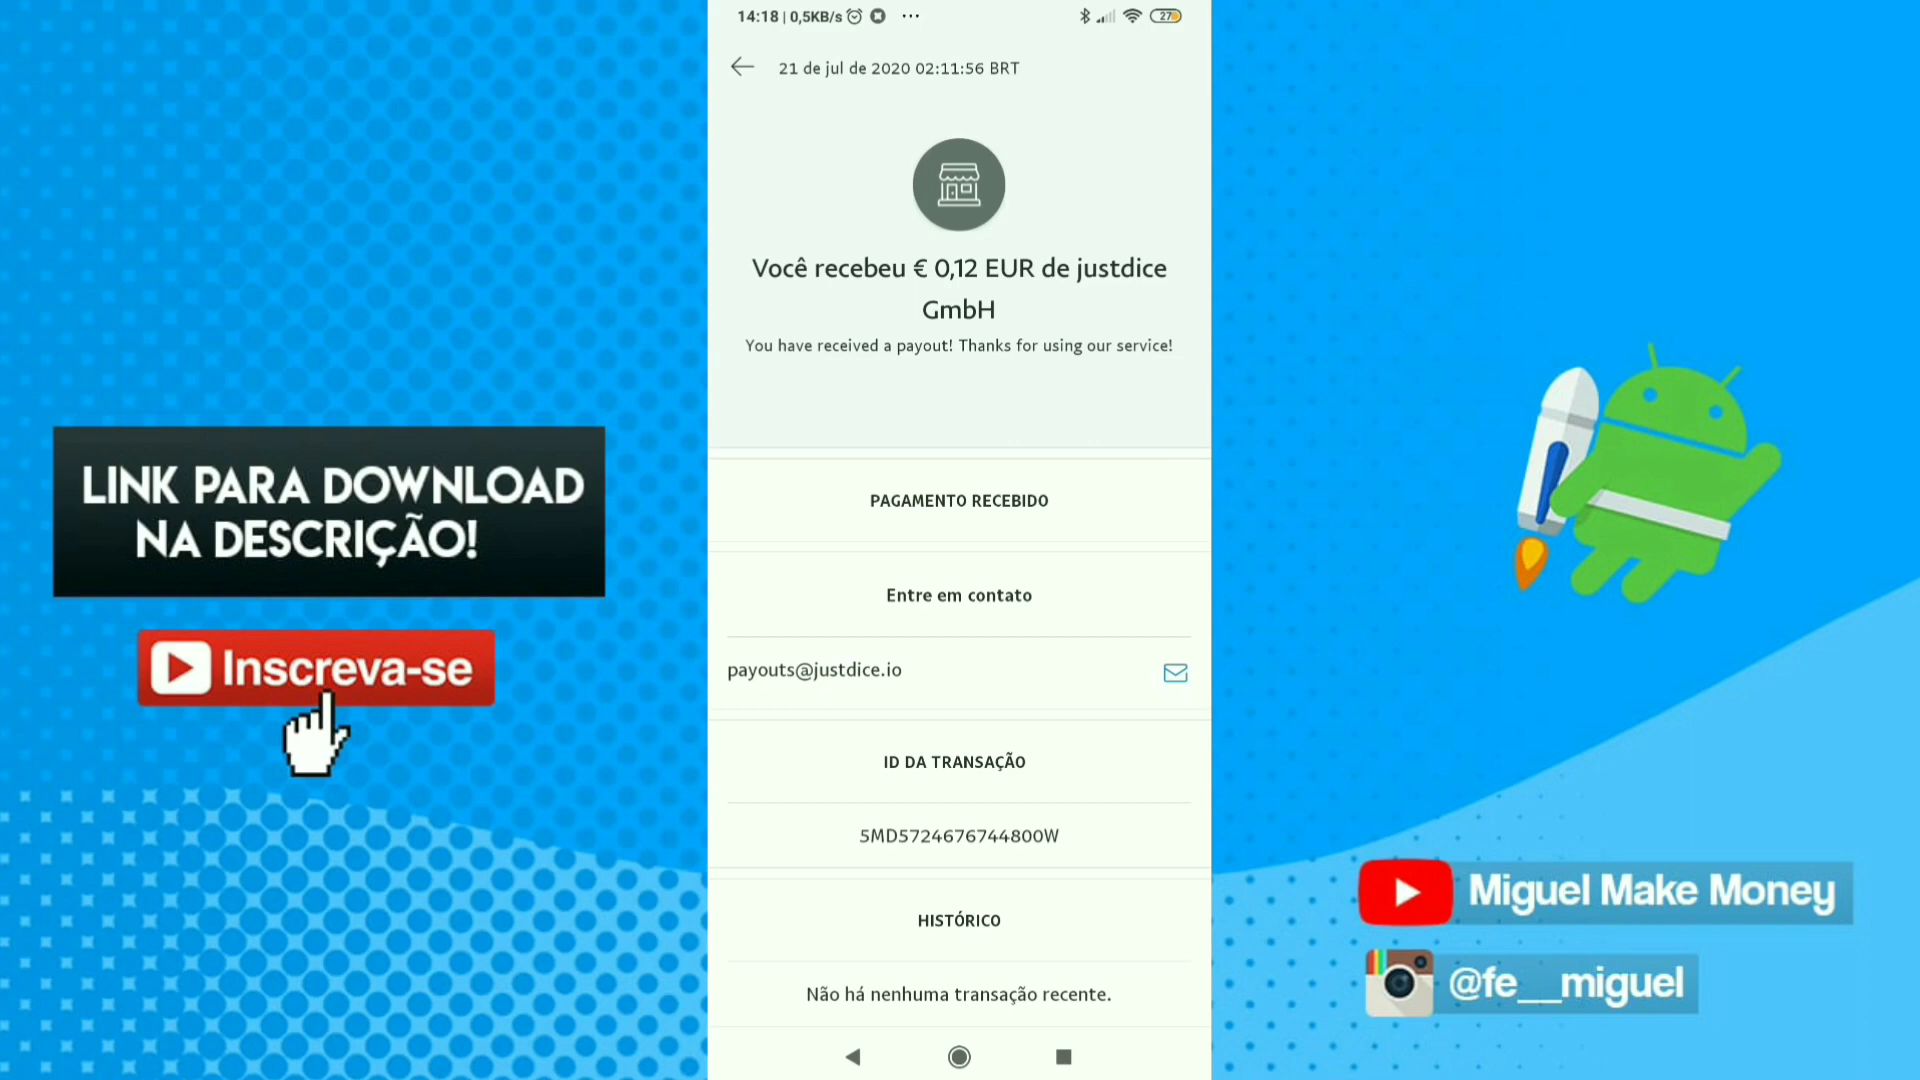 14:18 | 0,5KB/s
27
21 de jul de 2020 02:11:56 BRT
Você recebeu € 0,12 EUR de justdice
GmbH
You have received a payout! Thanks for using our service!
PAGAMENTO RECEBIDO
Entre em contato
payouts@justdice.io
ID DA TRANSAÇÃO
5MD5724676744800W
HISTÓRICO
Não há nenhuma transação recente.
LINK PARA DOWNLOAD
NA DESCRIÇÃO!
Inscreva-se
Miguel Make Money
@fe__miguel